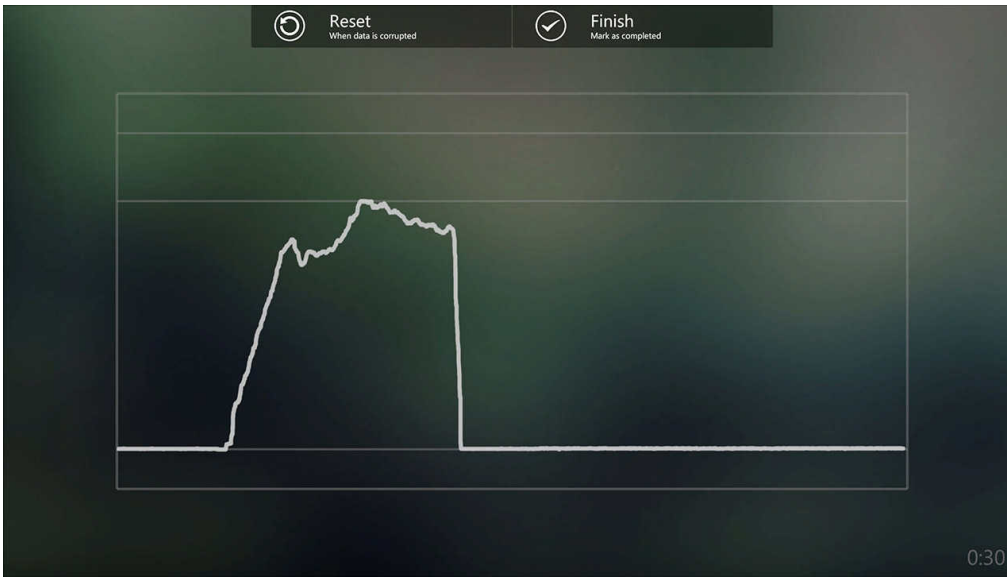 Reset
When data is corrupted
Finish
Mark as completed
0:30